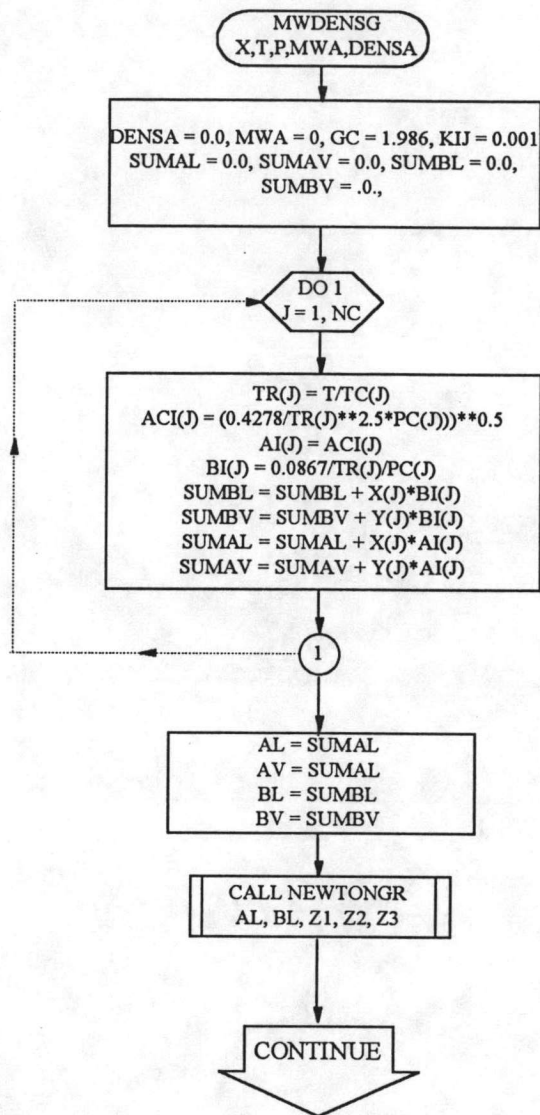 MWDENSG
X,T,P,MWA,DENSA
DENSA = 0.0, MWA = 0, GC = 1.986, KIJ = 0.001
SUMAL = 0.0, SUMAV = 0.0, SUMBL = 0.0,
SUMBV = .0.,
DO 1
J = 1, NC
TR(J) = T/TC(J)
ACI(J) = (0.4278/TR(J)**2.5*PC(J)))**0.5
AI(J) = ACI(J)
BI(J) = 0.0867/TR(J)/PC(J)
SUMBL = SUMBL + X(J)*BI(J)
SUMBV = SUMBV + Y(J)*BI(J)
SUMAL = SUMAL + X(J)*AI(J)
SUMAV = SUMAV + Y(J)*AI(J)
1
AL = SUMAL
AV = SUMAL
BL = SUMBL
BV = SUMBV
CALL NEWTONGR
AL, BL, Z1, Z2, Z3
CONTINUE